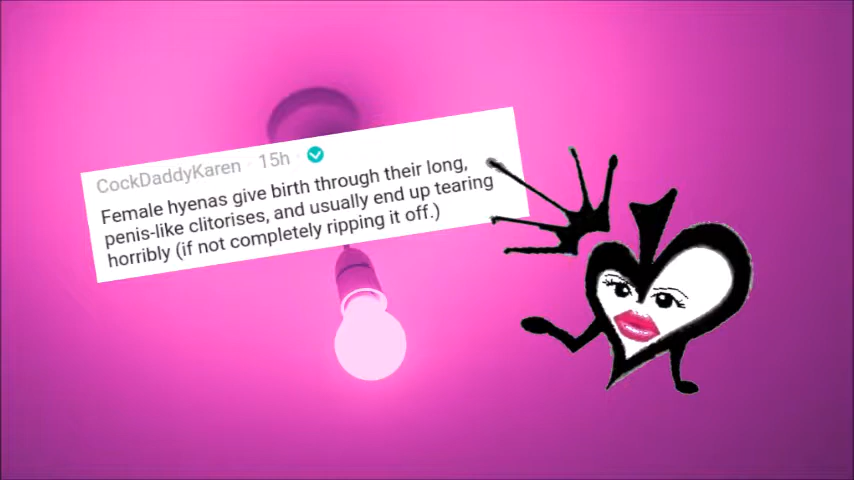 CockDaddyKaren · 15h ·
Female hyenas give birth through their long,
penis-like clitorises, and usually end up tearing
horribly (if not completely ripping it off.)